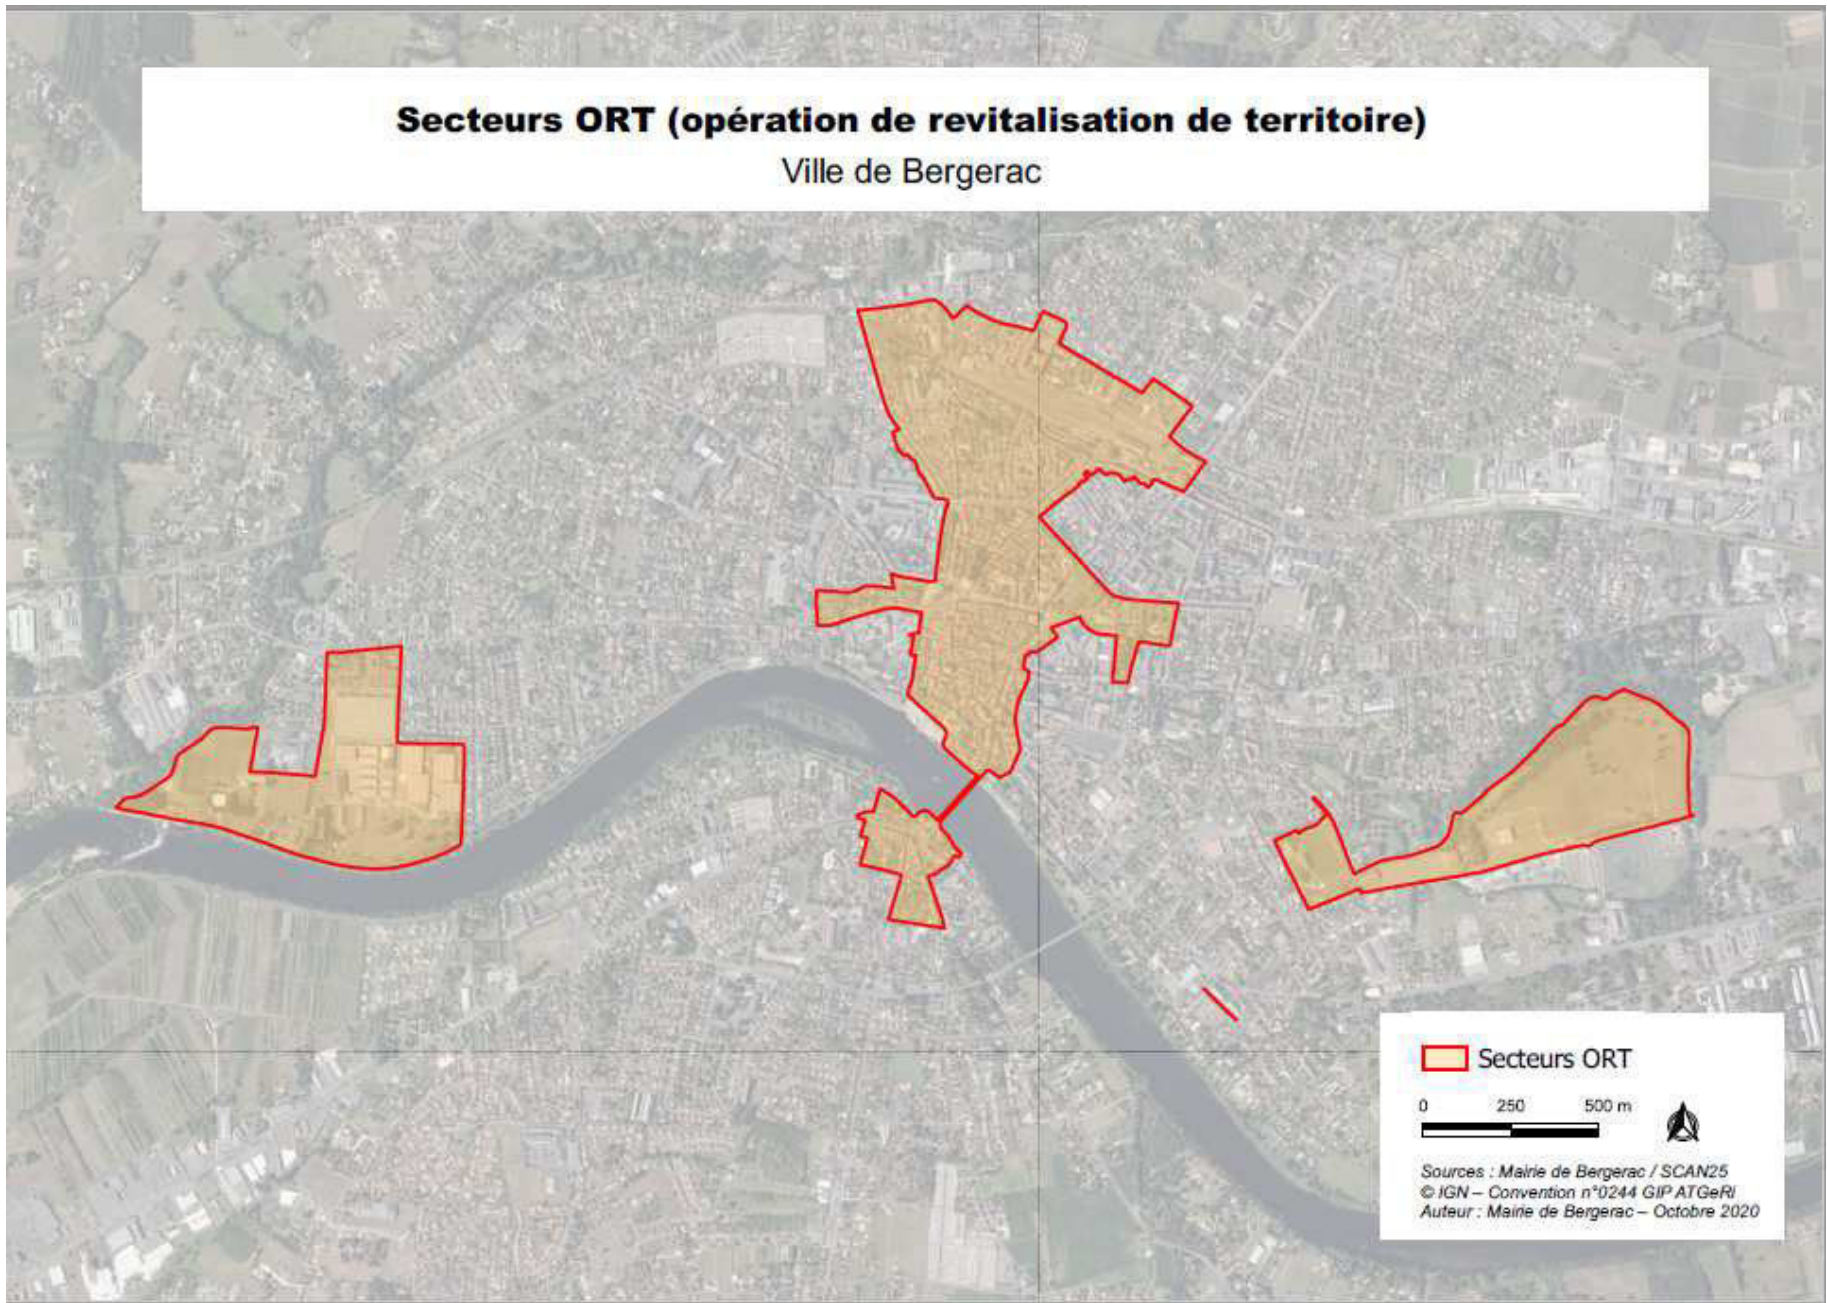 Secteurs ORT (opération de revitalisation de territoire)
Ville de Bergerac
Secteurs ORT
0 250 500 m
Sources : Mairie de Bergerac / SCAN25
© IGN – Convention n°0244 GIP ATGeRI
Auteur : Mairie de Bergerac – Octobre 2020